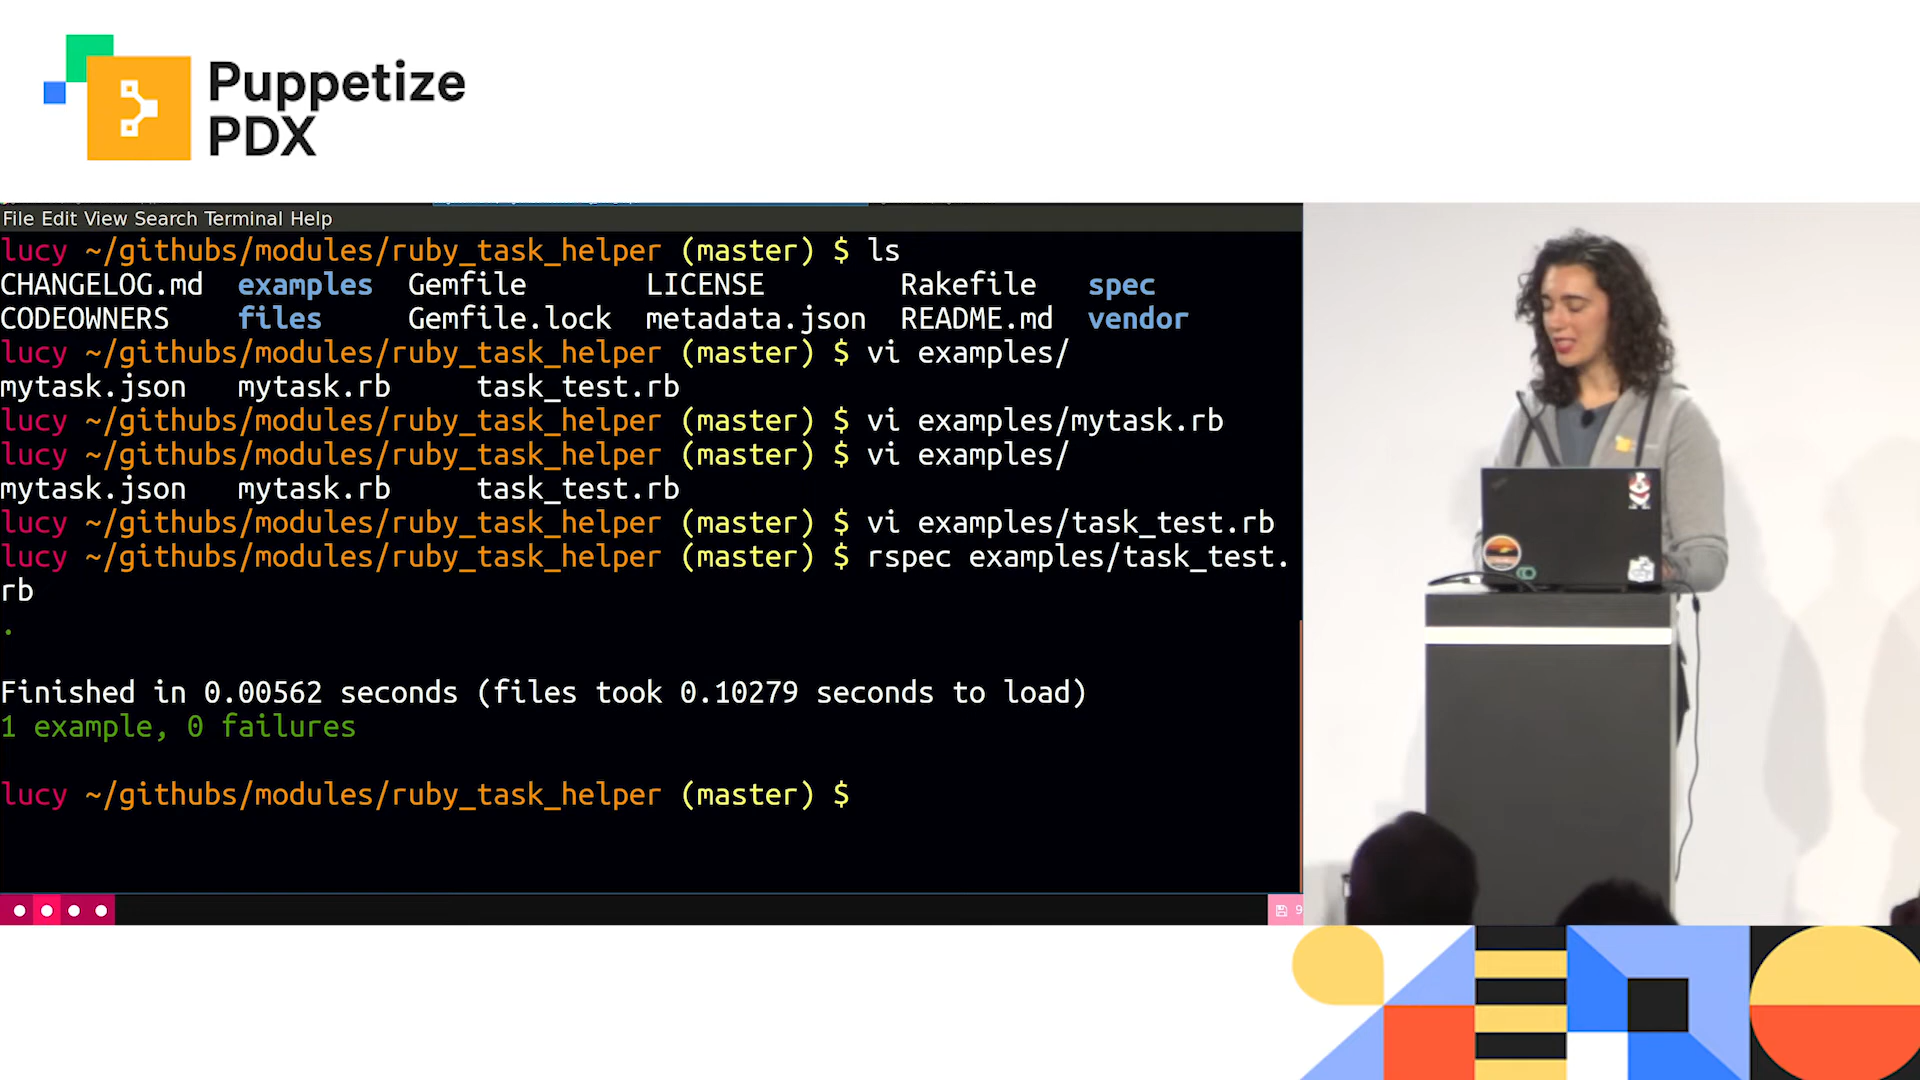 Puppetize
PDX
File Edit View Search Terminal Help
lucy ~/githubs/modules/ruby_task_helper (master) $ ls
CHANGELOG.md examples Gemfile LICENSE Rakefile spec
CODEOWNERS files Gemfile.lock metadata.json README.md vendor
lucy ~/githubs/modules/ruby_task_helper (master) $ vi examples/
mytask.json mytask.rb task_test.rb
lucy ~/githubs/modules/ruby_task_helper (master) $ vi examples/mytask.rb
lucy ~/githubs/modules/ruby_task_helper (master) $ vi examples/
mytask.json mytask.rb task_test.rb
lucy ~/githubs/modules/ruby_task_helper (master) $ vi examples/task_test.rb
lucy ~/githubs/modules/ruby_task_helper (master) $ rspec examples/task_test.
rb
.
Finished in 0.00562 seconds (files took 0.10279 seconds to load)
1 example, 0 failures
lucy ~/githubs/modules/ruby_task_helper (master) $
9